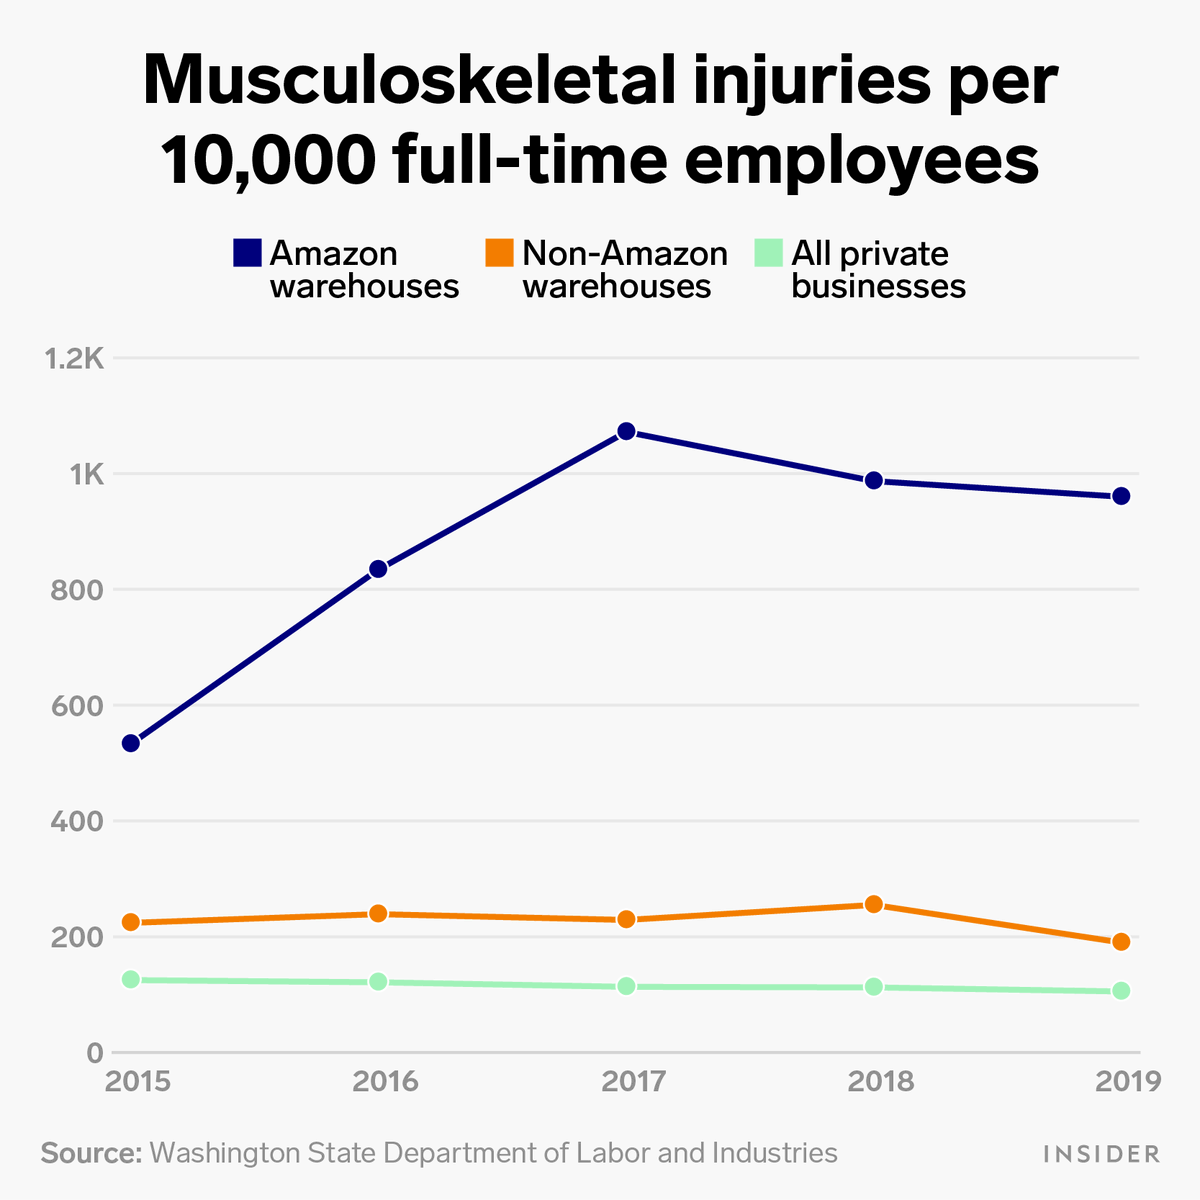 Musculoskeletal injuries per
10,000 full-time employees
Amazon
warehouses
Non-Amazon
warehouses
All private
businesses
1.2K
1K
800
600
400
200
0
2015 2016 2017 2018 2019
Source: Washington State Department of Labor and Industries
INSIDER